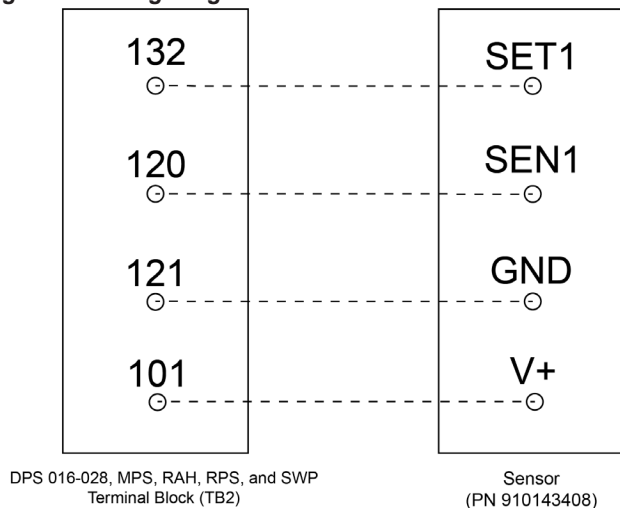 132 SET1
120 SEN1
121 GND
101 V+
DPS 016-028, MPS, RAH, RPS, and SWP
Terminal Block (TB2)
Sensor
(PN 910143408)